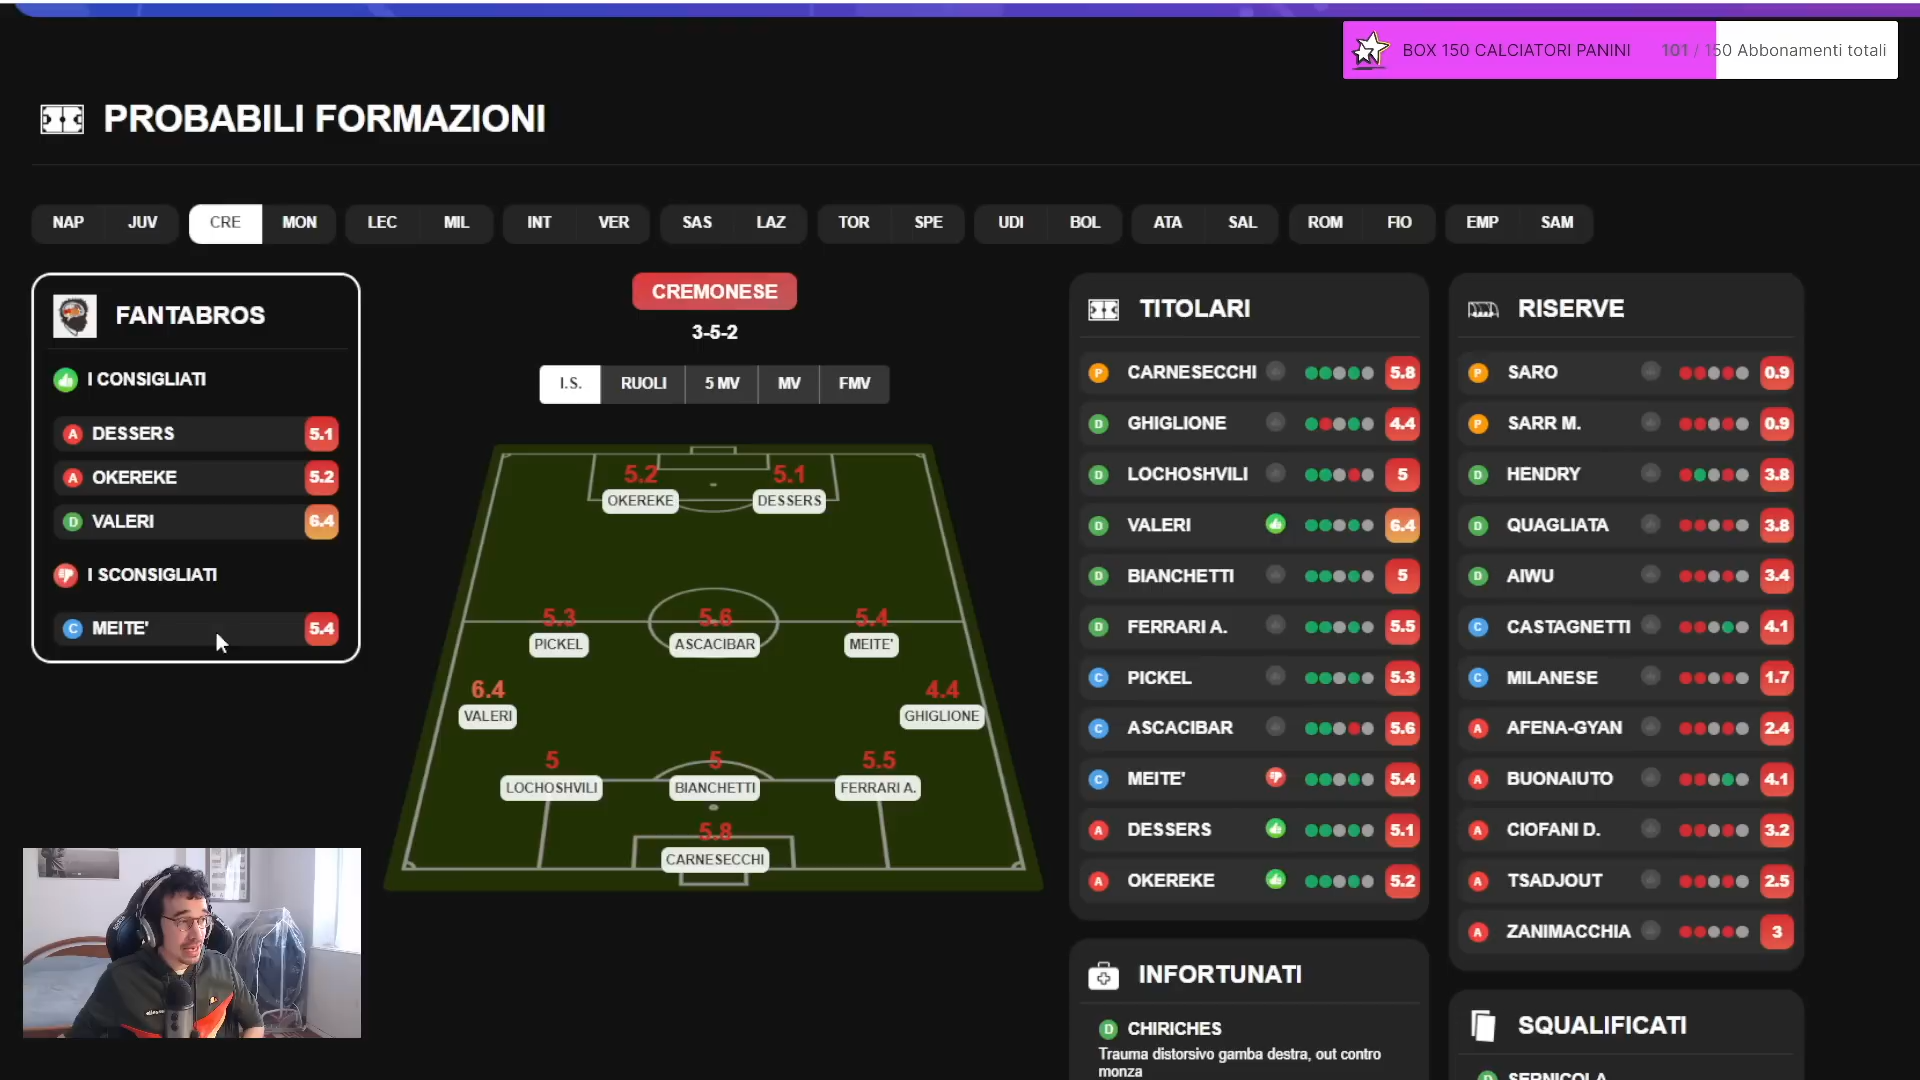 BOX 150 CALCIATORI PANINI 101 / 150 Abbonamenti totali
PROBABILI FORMAZIONI
NAP JUV CRE MON LEC MIL INT VER SAS LAZ TOR SPE UDI BOL ATA SAL ROM FIO EMP SAM
FANTABROS
I CONSIGLIATI
A DESSERS 5.1
A OKEREKE 5.2
D VALERI 6.4
I SCONSIGLIATI
C MEITE' 5.4
CREMONESE
3-5-2
I.S. RUOLI 5 MV MV FMV
5.2 5.1
OKEREKE DESSERS
5.3 5.6 5.4
PICKEL ASCACIBAR MEITE'
6.4 4.4
VALERI GHIGLIONE
5 5 5.5
LOCHOSHVILI BIANCHETTI FERRARI A.
5.8
CARNESECCHI
TITOLARI
P CARNESECCHI 5.8
D GHIGLIONE 4.4
D LOCHOSHVILI 5
D VALERI 6.4
D BIANCHETTI 5
D FERRARI A. 5.5
C PICKEL 5.3
C ASCACIBAR 5.6
C MEITE' 5.4
A DESSERS 5.1
A OKEREKE 5.2
INFORTUNATI
D CHIRICHES
Trauma distorsivo gamba destra, out contro
monza
RISERVE
P SARO 0.9
P SARR M. 0.9
D HENDRY 3.8
D QUAGLIATA 3.8
D AIWU 3.4
C CASTAGNETTI 4.1
C MILANESE 1.7
A AFENA-GYAN 2.4
A BUONAIUTO 4.1
A CIOFANI D. 3.2
A TSADJOUT 2.5
A ZANIMACCHIA 3
SQUALIFICATI
D SERNICOLA